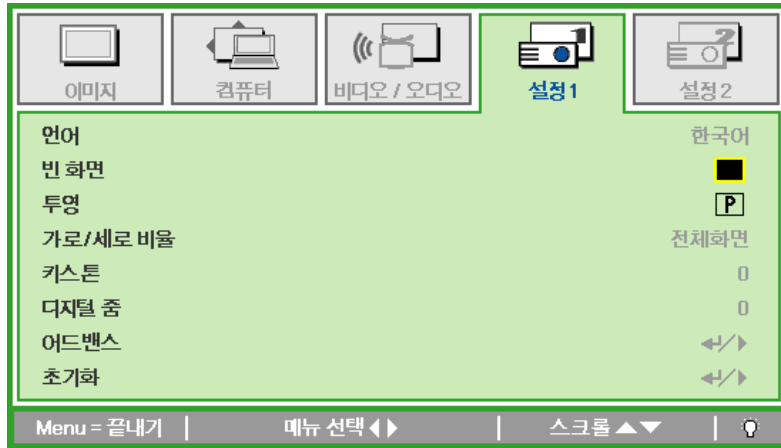 이미지
컴퓨터
비디오 / 오디오
설정1
설정2
언어 한국어
빈 화면
투영 P
가로/세로 비율 전체화면
키스톤 0
디지털 줌 0
어드밴스 ↵/▶
초기화 ↵/▶
Menu = 끝내기 | 메뉴 선택 ◀ ▶ | 스크롤 ▲▼ |